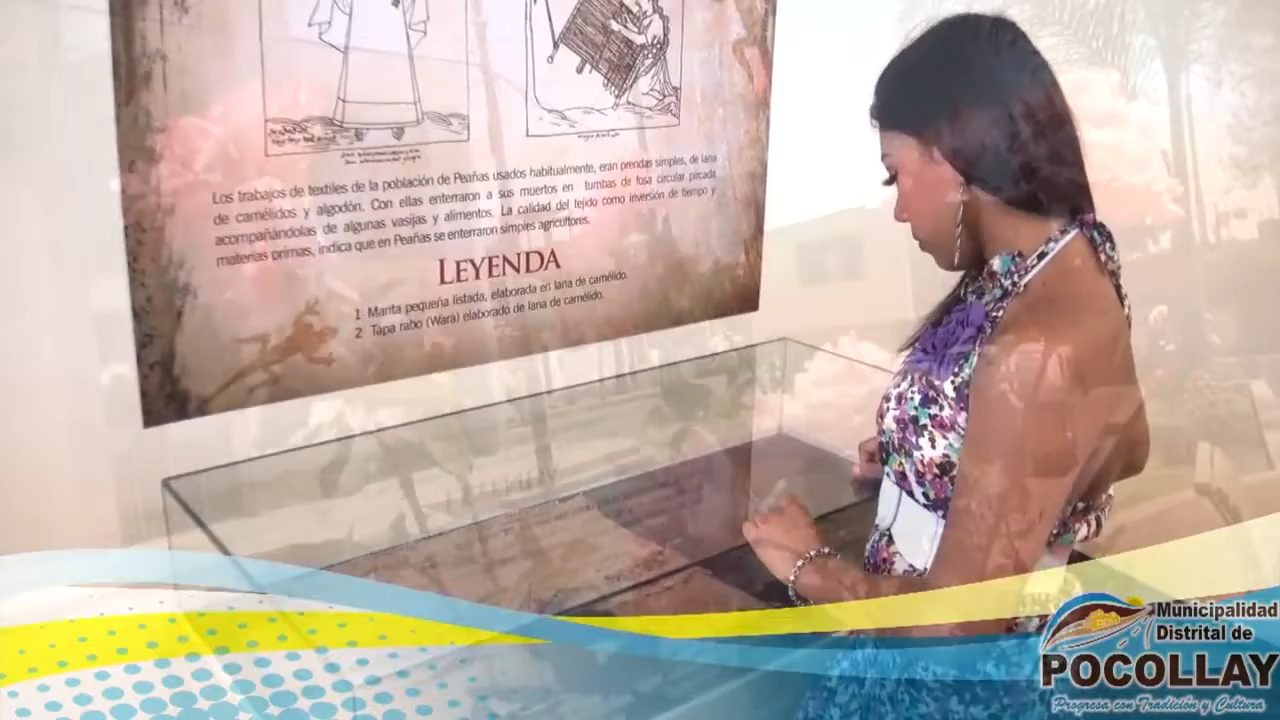 Los trabajos de textiles de la población de Peañas usados habitualmente, eran prendas simples, de lana
de camélidos y algodón. Con ellas enterraron a sus muertos en tumbas de fosa circular pircada
acompañándolas de algunas vasijas y alimentos. La calidad del tejido como inversión de tiempo y
materias primas, indica que en Peañas se enterraron simples agricultores.
LEYENDA
1 Manta pequeña listada, elaborada en lana de camélido.
2 Tapa rabo (Wara) elaborado de lana de camélido.
Municipalidad
Distrital de
POCOLLAY
Progresa con Tradición y Cultura